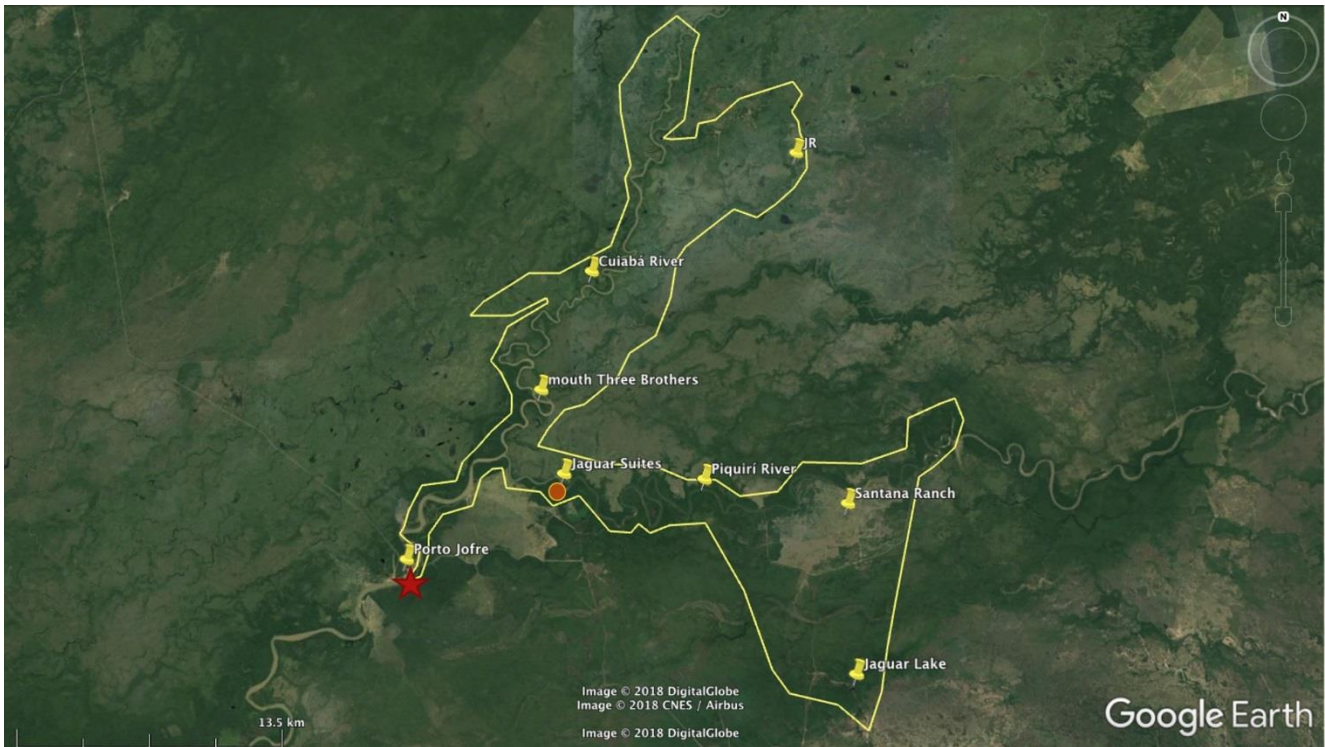 N
JR
Cuiabá River
mouth Three Brothers
Jaguar Suites
Piquirí River
Santana Ranch
Porto Jofre
Jaguar Lake
Image © 2018 DigitalGlobe
Image © 2018 CNES / Airbus
13.5 km
Image © 2018 DigitalGlobe
Google Earth